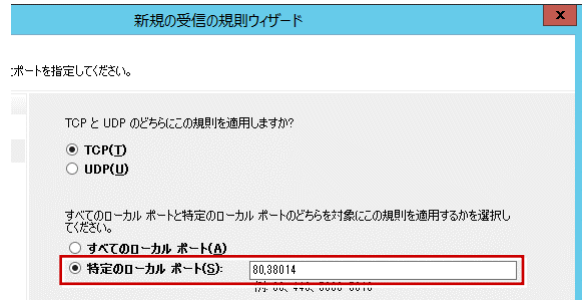 新規の受信の規則ウィザード
x
ポートを指定してください。
TCP と UDP のどちらにこの規則を適用しますか?
TCP(T)
UDP(U)
すべてのローカル ポートと特定のローカル ポートのどちらを対象にこの規則を適用するかを選択し
てください。
すべてのローカル ポート(A)
特定のローカル ポート(S):
80,38014